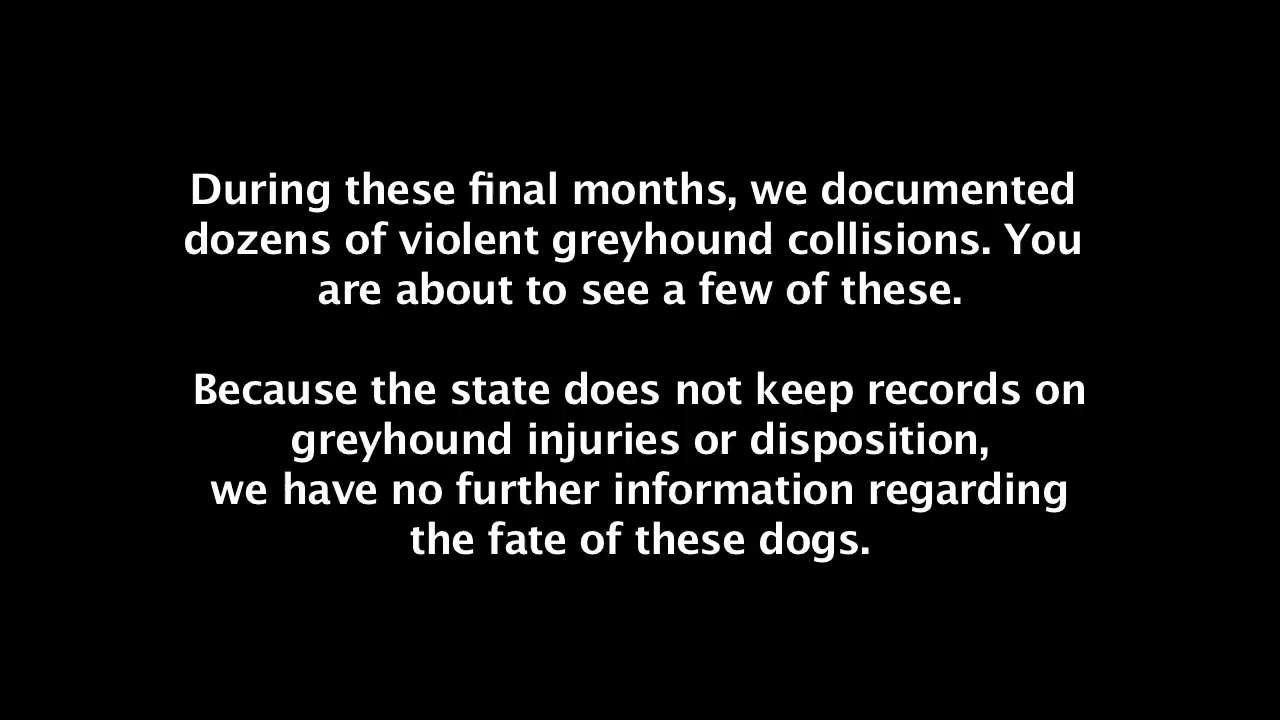 During these final months, we documented
dozens of violent greyhound collisions. You
are about to see a few of these.
Because the state does not keep records on
greyhound injuries or disposition,
we have no further information regarding
the fate of these dogs.